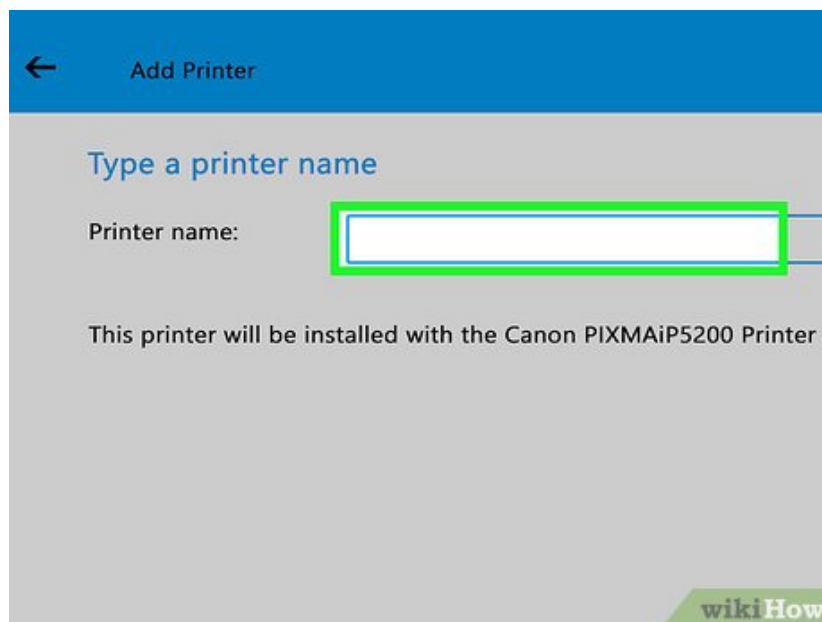 Add Printer
Type a printer name
Printer name:
This printer will be installed with the Canon PIXMAiP5200 Printer
wikiHow